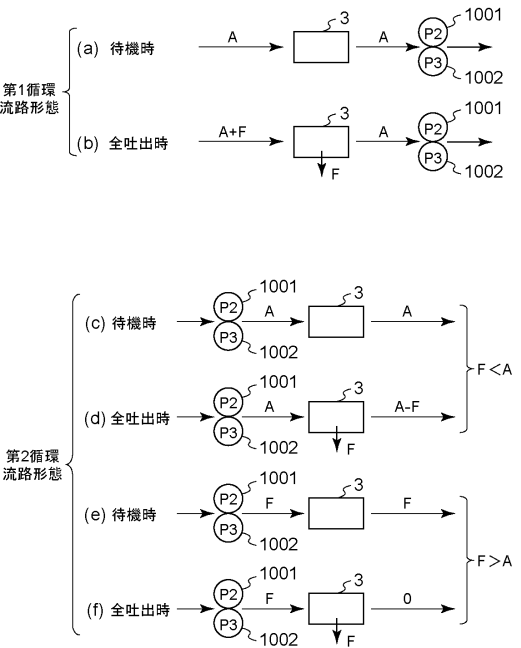 第1循環
流路形態
(a) 待機時
A
3
A
P2
P3
1001
1002
(b) 全吐出時
A+F
3
F
A
P2
P3
1001
1002
第2循環
流路形態
(c) 待機時
P2
P3
1001
1002
A
3
A
(d) 全吐出時
P2
P3
1001
1002
A
3
F
A-F
F<A
(e) 待機時
P2
P3
1001
1002
F
3
F
(f) 全吐出時
P2
P3
1001
1002
F
3
F
0
F>A